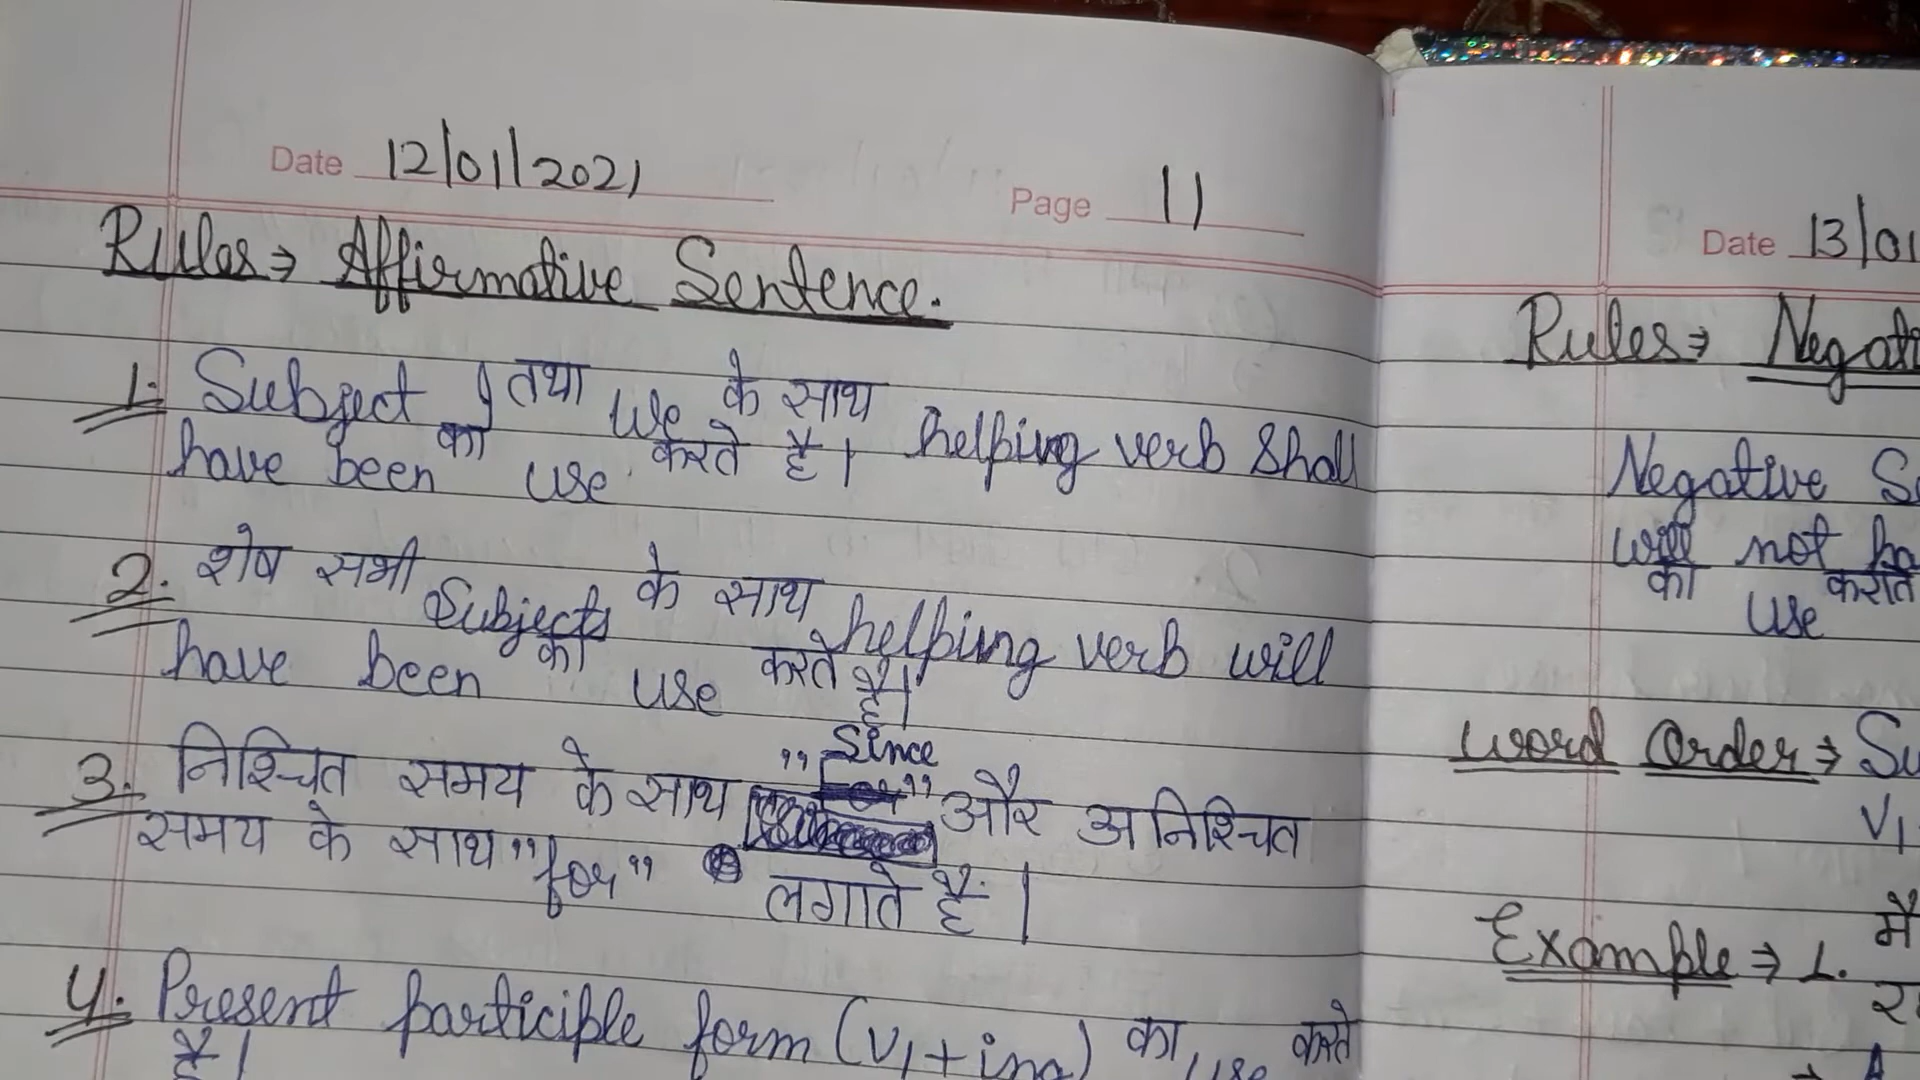 Date 12/01/2021
Page 11
Rules⇒ Affirmative Sentence.
1. Subject I तथा We के साथ helping verb Shall
have been का use करते है।
2. शेष सभी Subjects के साथ helping verb will
have been का use करते है।
3. निश्चित समय के साथ "Since" और अनिश्चित
समय के साथ "for" लगाते हैं।
4. Present participle form (V1+ing) का use करते
है।
Date 13/01
Rules⇒
Negative
will not
का use
Word Order⇒
V1
Example⇒ 1. मैं